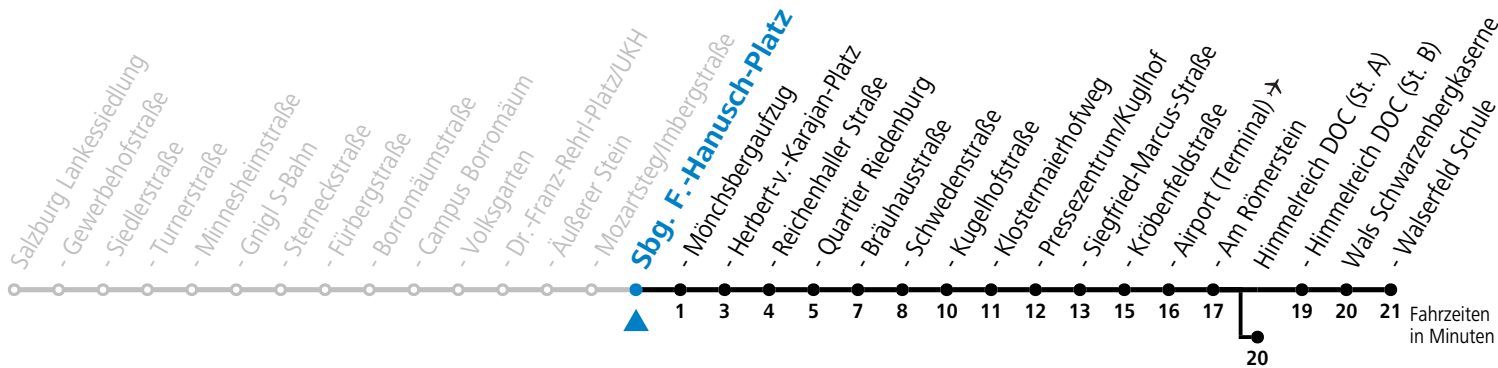 Salzburg Lankessiedlung
- Gewerbehofstraße
- Siedlerstraße
- Turnerstraße
- Minnesheimstraße
- Gnigl S-Bahn
- Sterneckstraße
- Fürbergstraße
- Borromäumstraße
- Campus Borromäum
- Volksgarten
- Dr.-Franz-Rehrl-Platz/UKH
- Äußerer Stein
- Mozartsteg/Imbergstraße
Sbg. F.-Hanusch-Platz
- Mönchsbergaufzug
- Herbert-v.-Karajan-Platz
- Reichenhaller Straße
- Quartier Riedenburg
- Bräuhausstraße
- Schwedenstraße
- Kugelhofstraße
- Klostermaierhofweg
- Pressezentrum/Kuglhof
- Siegfried-Marcus-Straße
- Kröbenfeldstraße
- Airport (Terminal) ✈
- Am Römerstein
Himmelreich DOC (St. A)
- Himmelreich DOC (St. B)
Wals Schwarzenbergkaserne
- Walserfeld Schule
1 3 4 5 7 8 10 11 12 13 15 16 17 19 20 21
Fahrzeiten
in Minuten
20